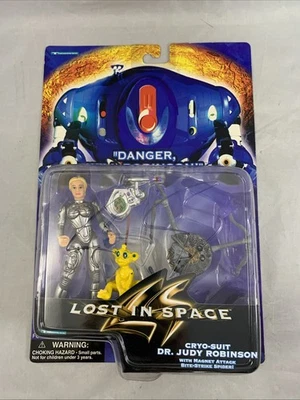 "DANGER,
LOST IN SPACE
CRYO-SUIT
DR. JUDY ROBINSON
WITH MAGNET ATTACK
BITE-STRIKE SPIDER!
WARNING:
CHOKING HAZARD - Small parts.
Not for children under 3 years.